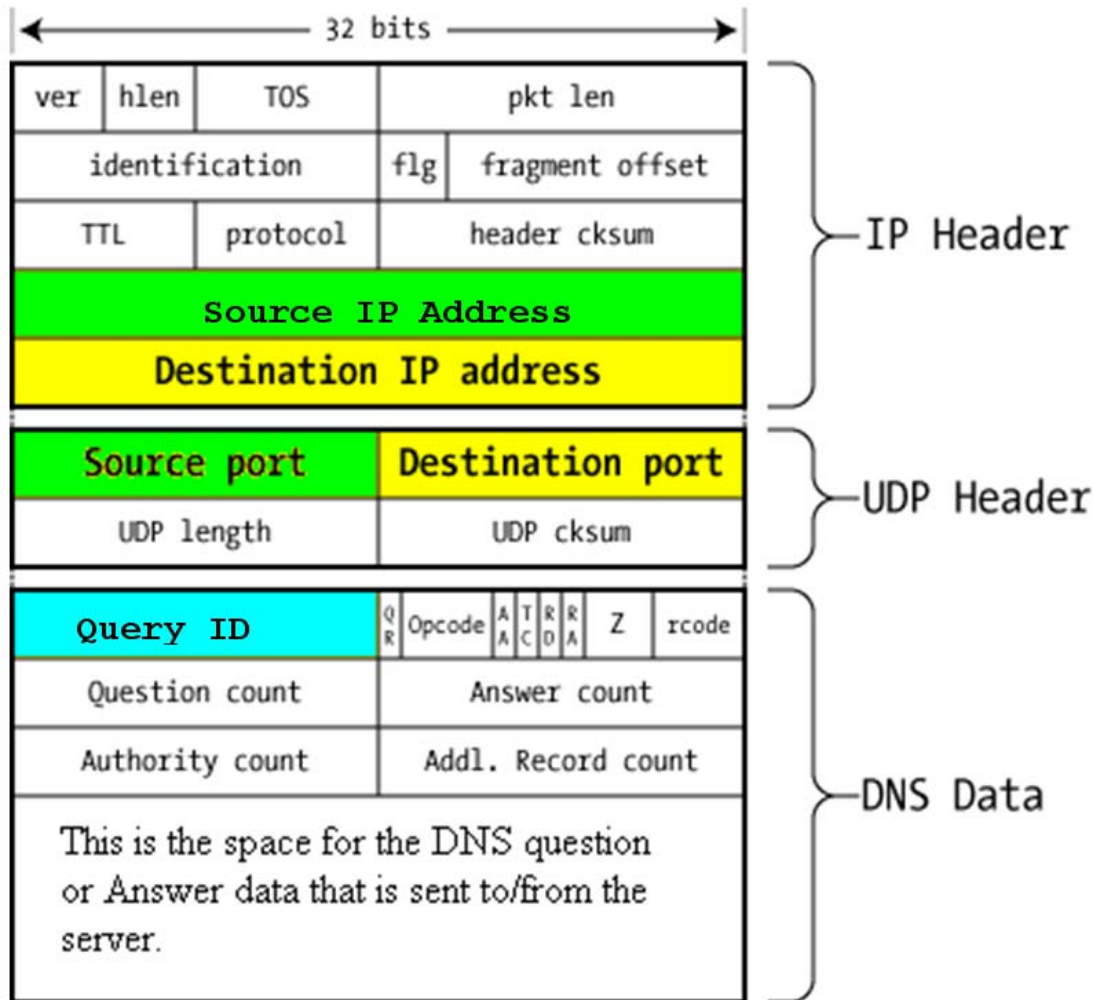 32 bits
ver hlen TOS pkt len
identification flg fragment offset
TTL protocol header cksum
IP Header
Source IP Address
Destination IP address
Source port Destination port
UDP Header
UDP length UDP cksum
Query ID QR Opcode AA TC RD RA Z rcode
Question count Answer count
Authority count Addl. Record count
DNS Data
This is the space for the DNS question
or Answer data that is sent to/from the
server.